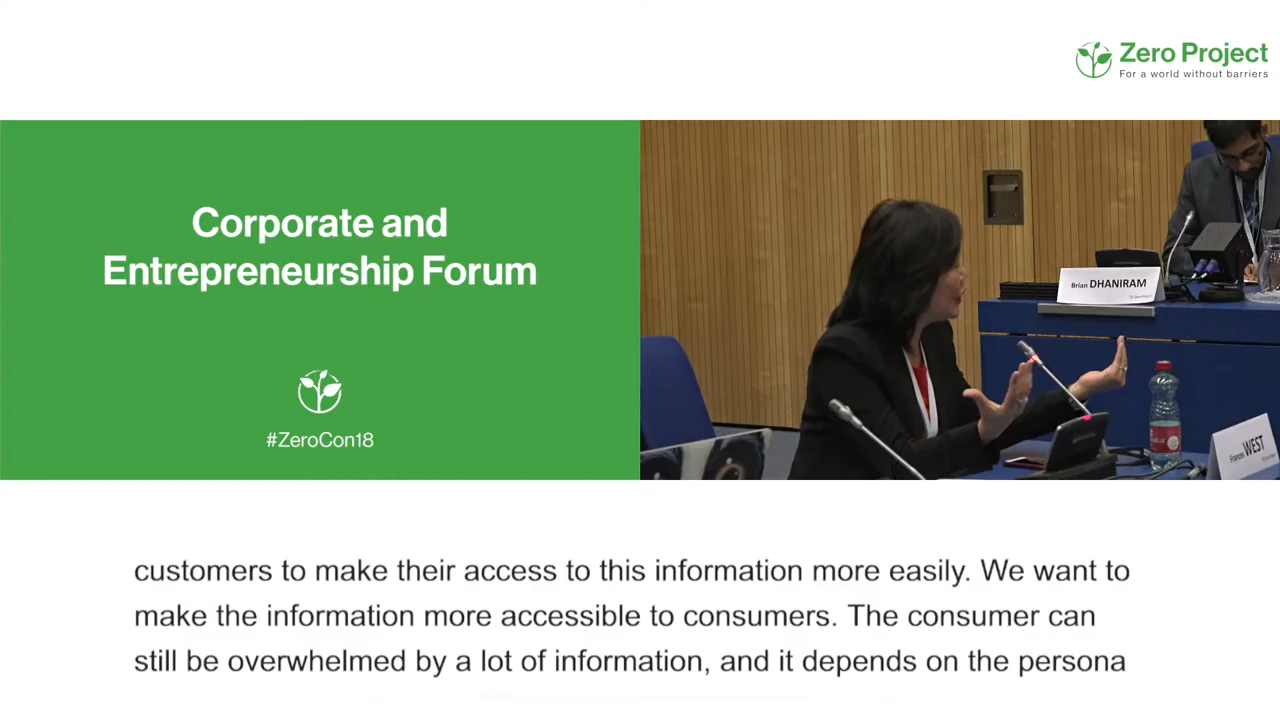 Zero Project
For a world without barriers
Corporate and
Entrepreneurship Forum
#ZeroCon18
Brian DHANIRAM
Frances WEST
customers to make their access to this information more easily. We want to
make the information more accessible to consumers. The consumer can
still be overwhelmed by a lot of information, and it depends on the persona